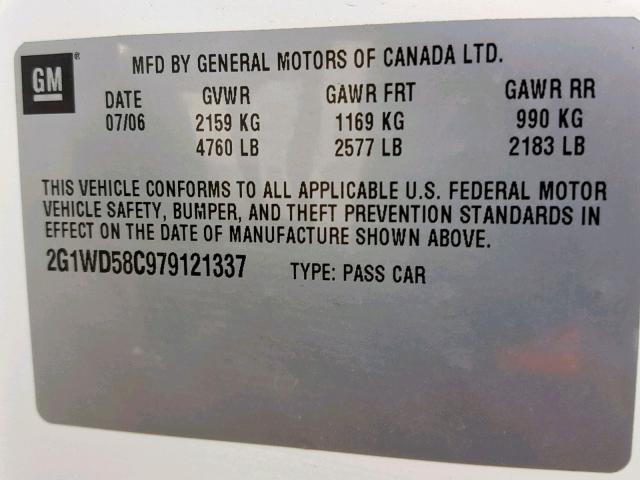 GM ®
MFD BY GENERAL MOTORS OF CANADA LTD.
DATE GVWR GAWR FRT GAWR RR
07/06 2159 KG 1169 KG 990 KG
4760 LB 2577 LB 2183 LB
THIS VEHICLE CONFORMS TO ALL APPLICABLE U.S. FEDERAL MOTOR
VEHICLE SAFETY, BUMPER, AND THEFT PREVENTION STANDARDS IN
EFFECT ON THE DATE OF MANUFACTURE SHOWN ABOVE.
2G1WD58C979121337 TYPE: PASS CAR